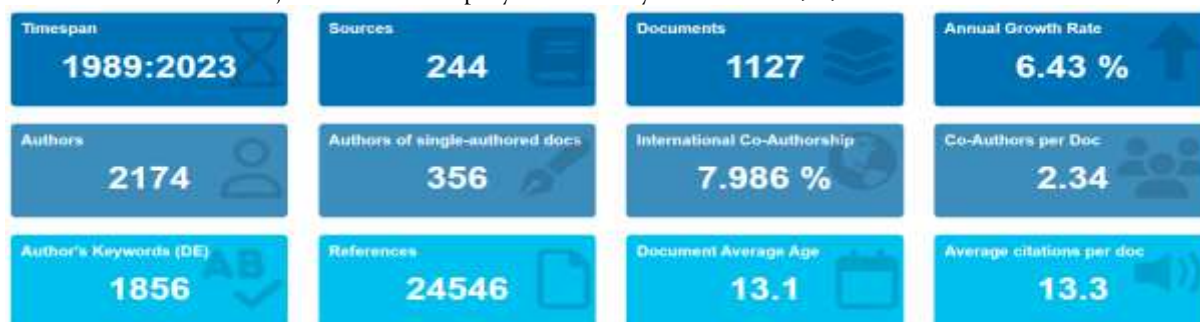 Timespan
1989:2023
Sources
244
Documents
1127
Annual Growth Rate
6.43 %
Authors
2174
Authors of single-authored docs
356
International Co-Authorship
7.986 %
Co-Authors per Doc
2.34
Author's Keywords (DE)
1856
References
24546
Document Average Age
13.1
Average citations per doc
13.3
AB